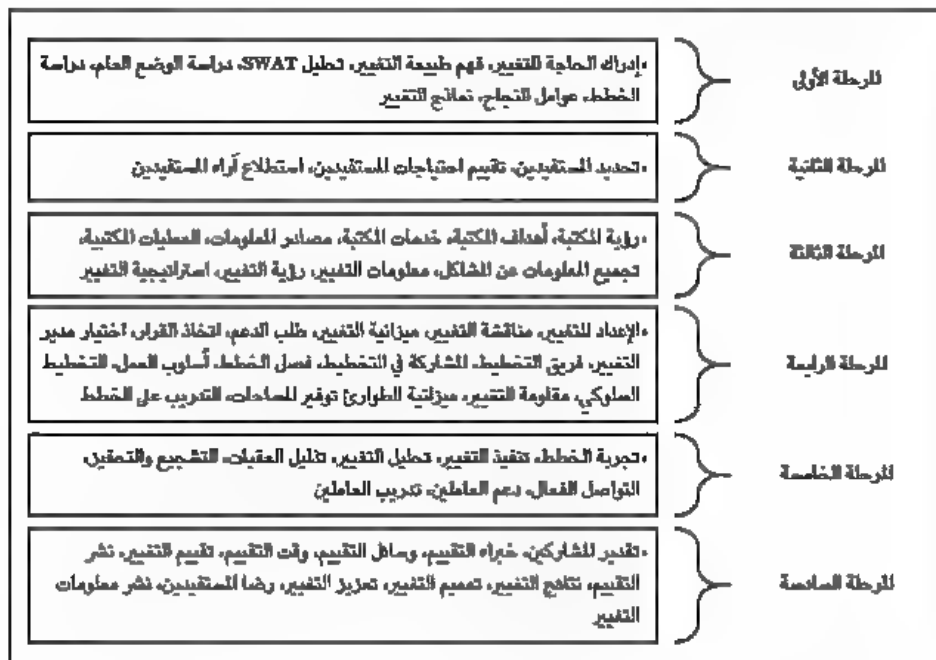 المرحلة الأولى
•إدراك الحاجة للتغيير، فهم طبيعة التغيير، تحليل SWAT، دراسة الوضع العام، دراسة
الخطط، عوامل النجاح، نماذج التغيير
المرحلة الثانية
•تحديد المستفيدين، تقييم احتياجات المستفيدين، استطلاع آراء المستفيدين
المرحلة الثالثة
•رؤية المكتبة، أهداف المكتبة، خدمات المكتبة، مصادر المعلومات، العمليات المكتبية،
تجميع المعلومات عن المشاكل، معلومات التغيير، رؤية التغيير، استراتيجية التغيير
المرحلة الرابعة
•الإعداد للتغيير، مناقشة التغيير، ميزانية التغيير، طلب الدعم، اتخاذ القرار، اختيار مدير
التغيير، فريق التخطيط، المشاركة في التخطيط، فصل الخطط، أسلوب العمل، التخطيط
السلوكي، مقاومة التغيير، ميزانية الطوارئ توفير المساحات، التدريب على الخطط
المرحلة الخامسة
•تجربة الخطط، تنفيذ التغيير، تحليل التغيير، تذليل العقبات، التشجيع والتحفيز،
التواصل الفعال، دعم العاملين، تدريب العاملين
المرحلة السادسة
•تقدير المشاركين، خبراء التقييم، وسائل التقييم، وقت التقييم، تقييم التغيير، نشر
التقييم، نتائج التغيير، تعميم التغيير، تعزيز التغيير، رضا المستفيدين، نشر معلومات
التغيير